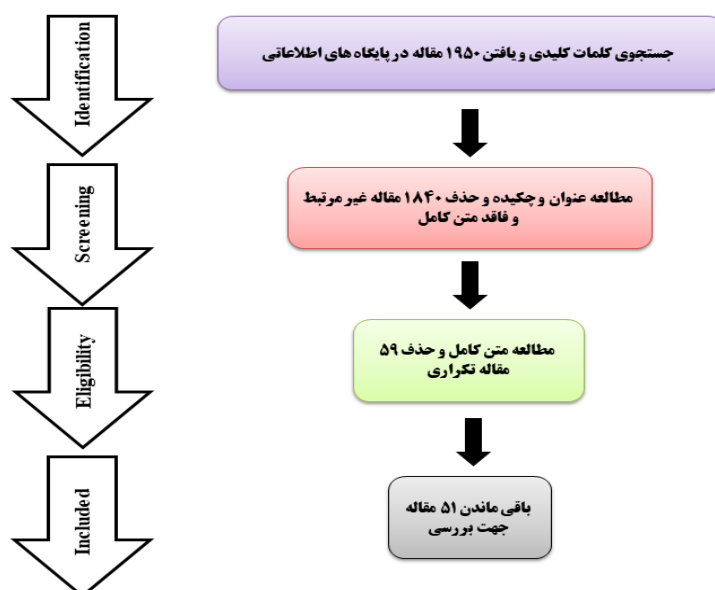 Identification
جستجوی کلمات کلیدی و یافتن ۱۹۵۰ مقاله در پایگاه های اطلاعاتی
Screening
مطالعه عنوان و چکیده و حذف ۱۸۴۰ مقاله غیر مرتبط
و فاقد متن کامل
Eligibility
مطالعه متن کامل و حذف ۵۹
مقاله تکراری
Included
باقی ماندن ۵۱ مقاله
جهت بررسی